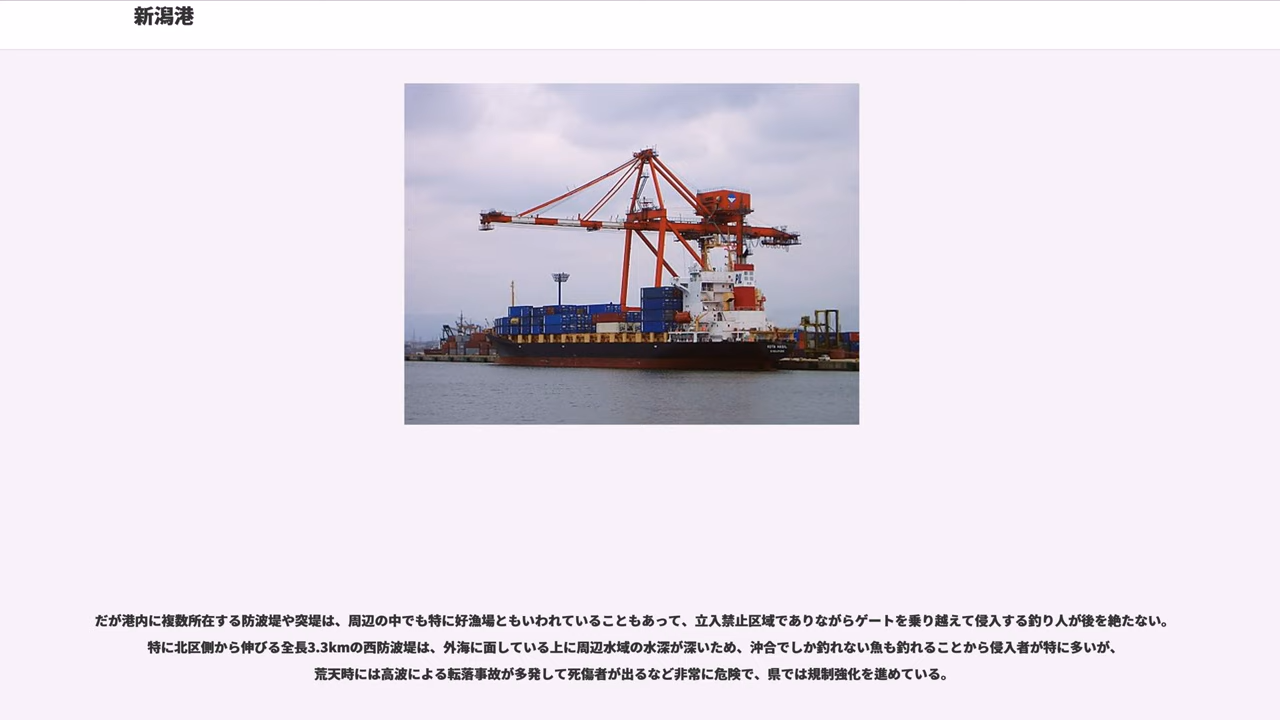 新潟港
だが港内に複数所在する防波堤や突堤は、周辺の中でも特に好漁場ともいわれていることもあって、立入禁止区域でありながらゲートを乗り越えて侵入する釣り人が後を絶たない。
特に北区側から伸びる全長3.3kmの西防波堤は、外海に面している上に周辺水域の水深が深いため、沖合でしか釣れない魚も釣れることから侵入者が特に多いが、
荒天時には高波による転落事故が多発して死傷者が出るなど非常に危険で、県では規制強化を進めている。